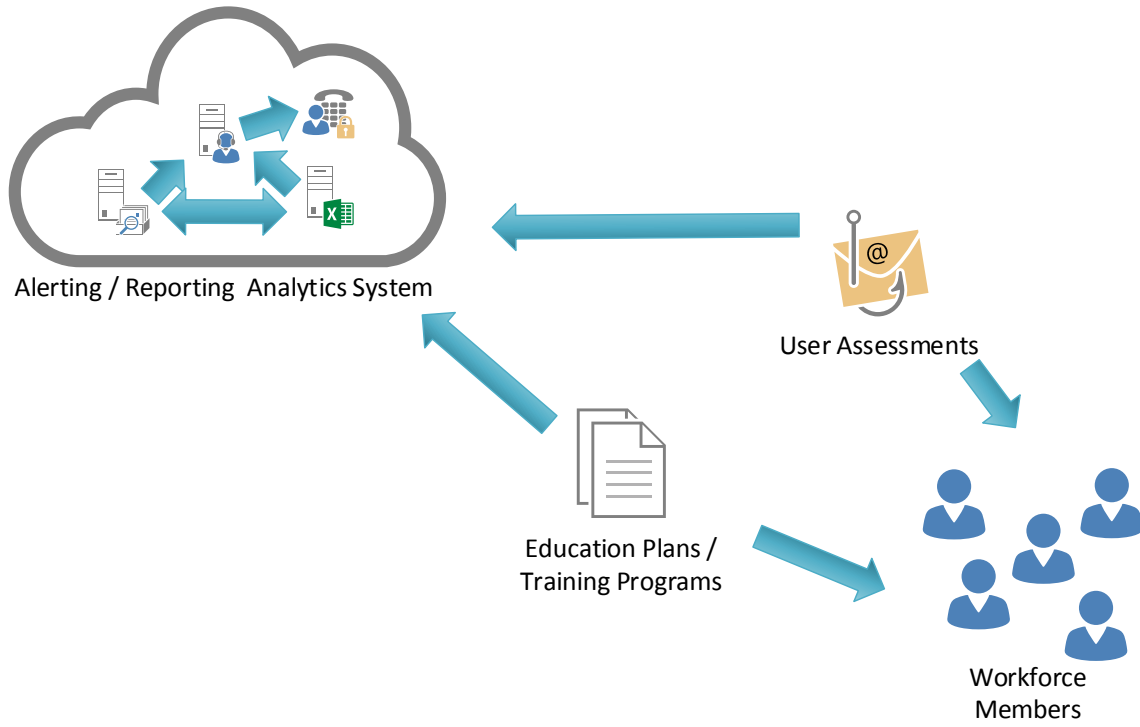 Alerting / Reporting  Analytics System
@
User Assessments
X
Education Plans /
Training Programs
Workforce
Members